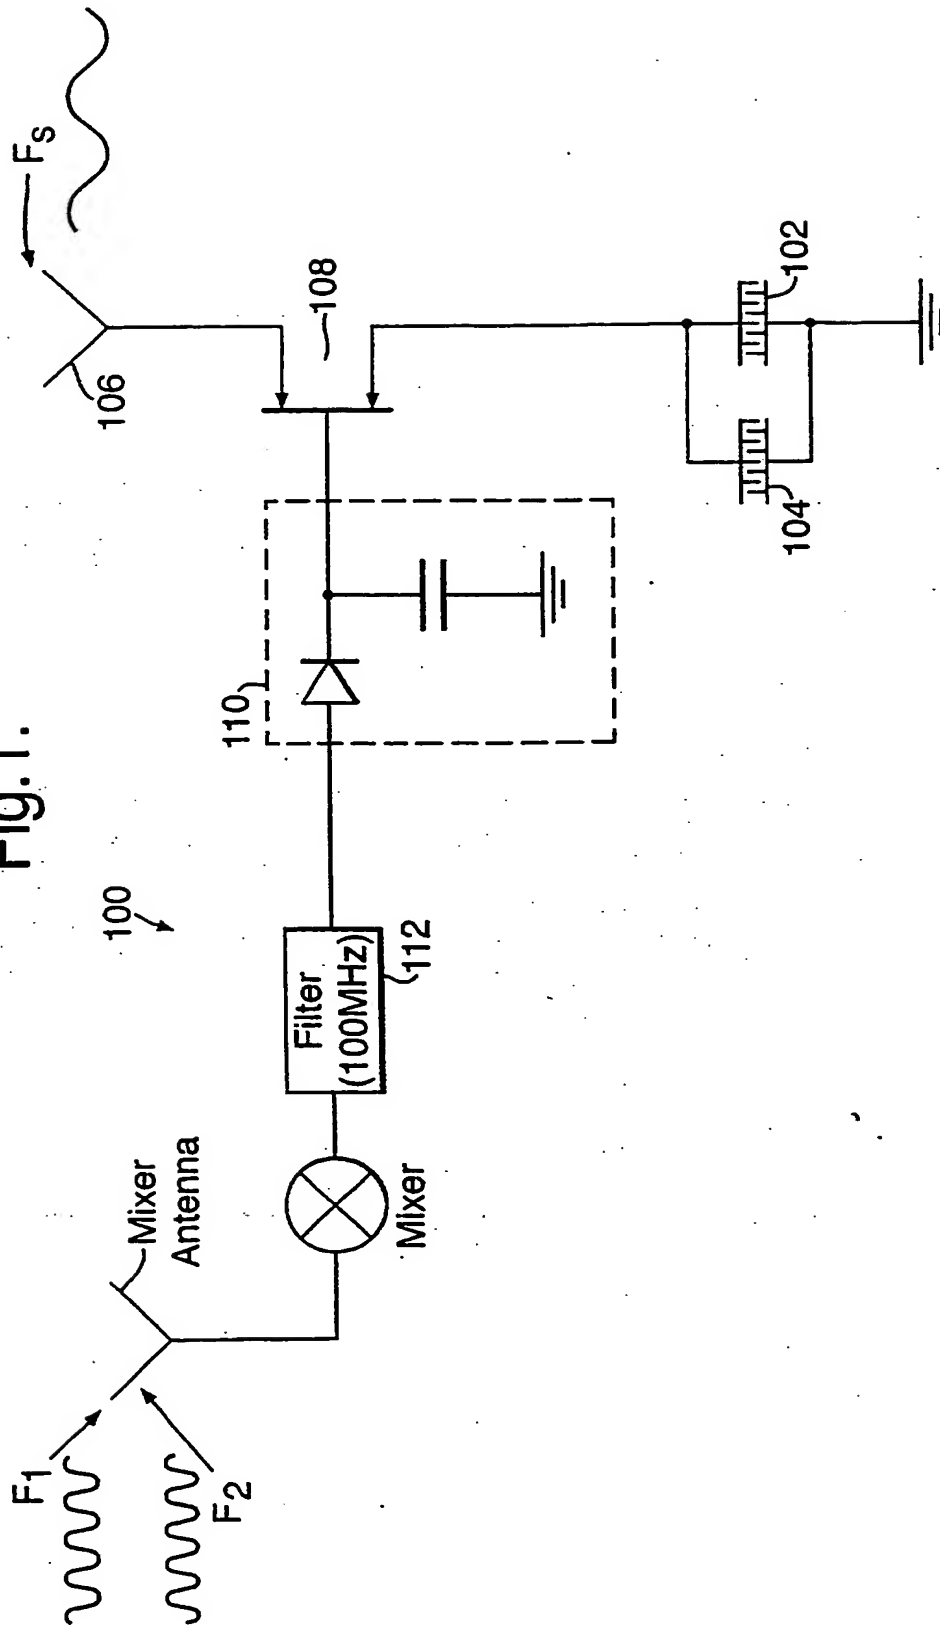 Fig.1.
100
F1
F2
Mixer
Antenna
Mixer
Filter
(100MHz)
112
110
108
106
FS
104
102